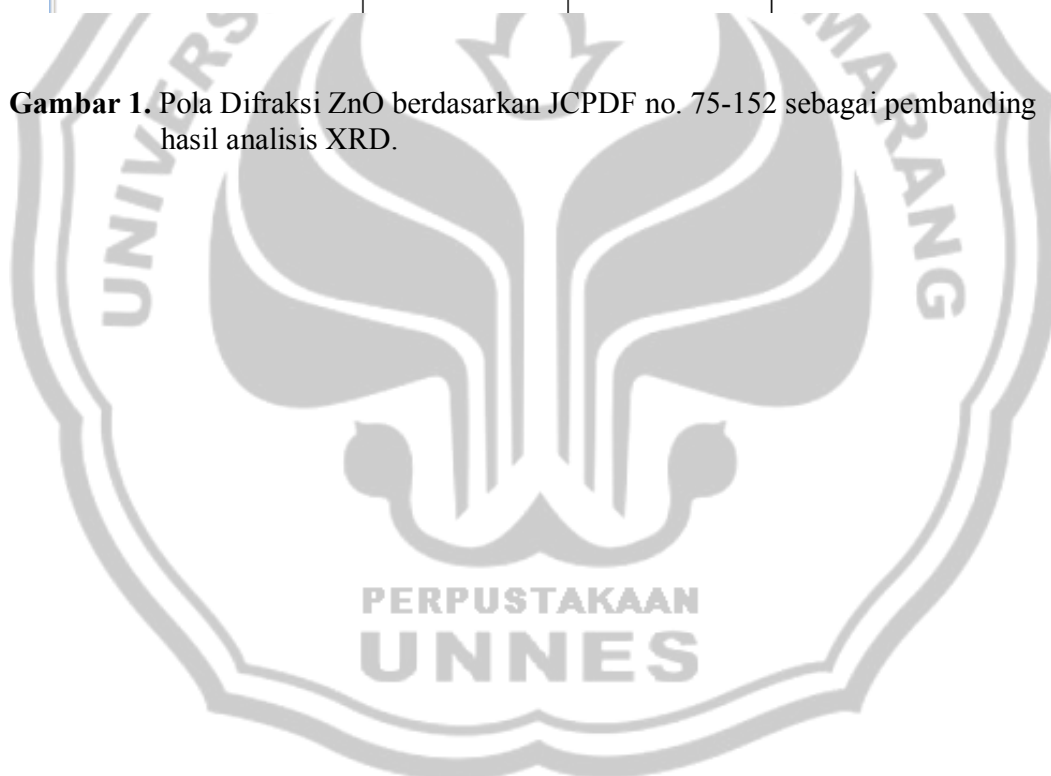 Gambar 1. Pola Difraksi ZnO berdasarkan JCPDF no. 75-152 sebagai pembanding
hasil analisis XRD.
PERPUSTAKAAN
UNNES